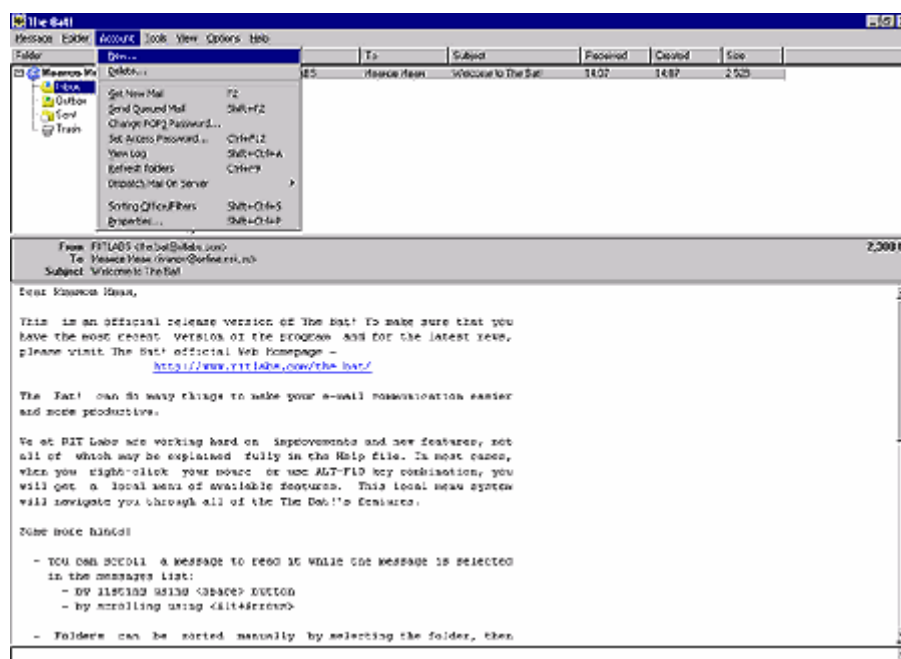 The Bat!
Message Folder Account Tools View Options Help
Folder To Subject Received Created Size
New...
Delete... Welcome to The Bat! 14:07 14:07 2 525
Inbox
Get New Mail F2
Outbox
Send Queued Mail Shift+F2
Sent
Change POP3 Password...
Trash
Set Access Password... Ctrl+F12
View Log Shift+Ctrl+A
Refresh Folders
Dispatch Mail On Server
Sorting Office/Filters Shift+Ctrl+S
Properties... Shift+Ctrl+P
From RITLABS
To
Subject Welcome to The Bat!
Dear
This is an official release version of The Bat! To make sure that you
have the most recent version of the program and for the latest news,
please visit The Bat! official Web Homepage -
http://www.ritlabs.com/the_bat/
The Bat! can do many things to make your e-mail communication easier
and more productive.
We at RIT Labs are working hard on improvements and new features, not
all of which may be explained fully in the Help file. In most cases,
when you right-click your mouse or use ALT-F10 key combination, you
will get a local menu of available features. This local menu system
will navigate you through all of the The Bat!'s features.
Some more hints!
- You can scroll a message to read it while the message is selected
in the messages list:
- by listing using <Space> button
- by scrolling using <Alt+Arrows>
- Folders can be sorted manually by selecting the folder, then